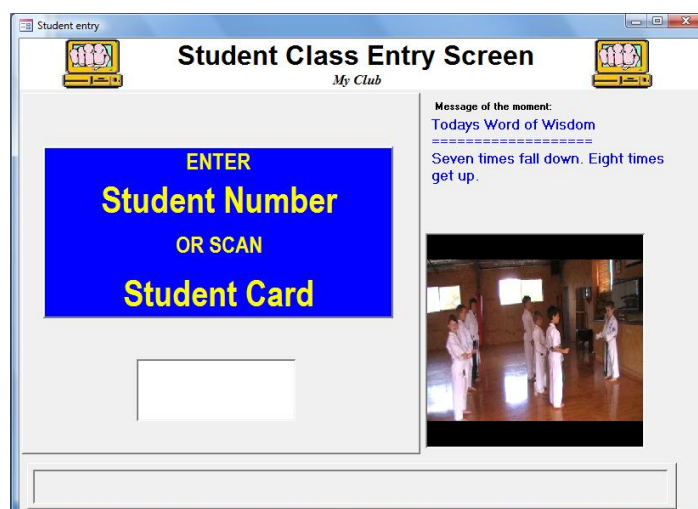 Student entry
Student Class Entry Screen
My Club
ENTER
Student Number
OR SCAN
Student Card
Message of the moment:
Todays Word of Wisdom
===================
Seven times fall down. Eight times
get up.